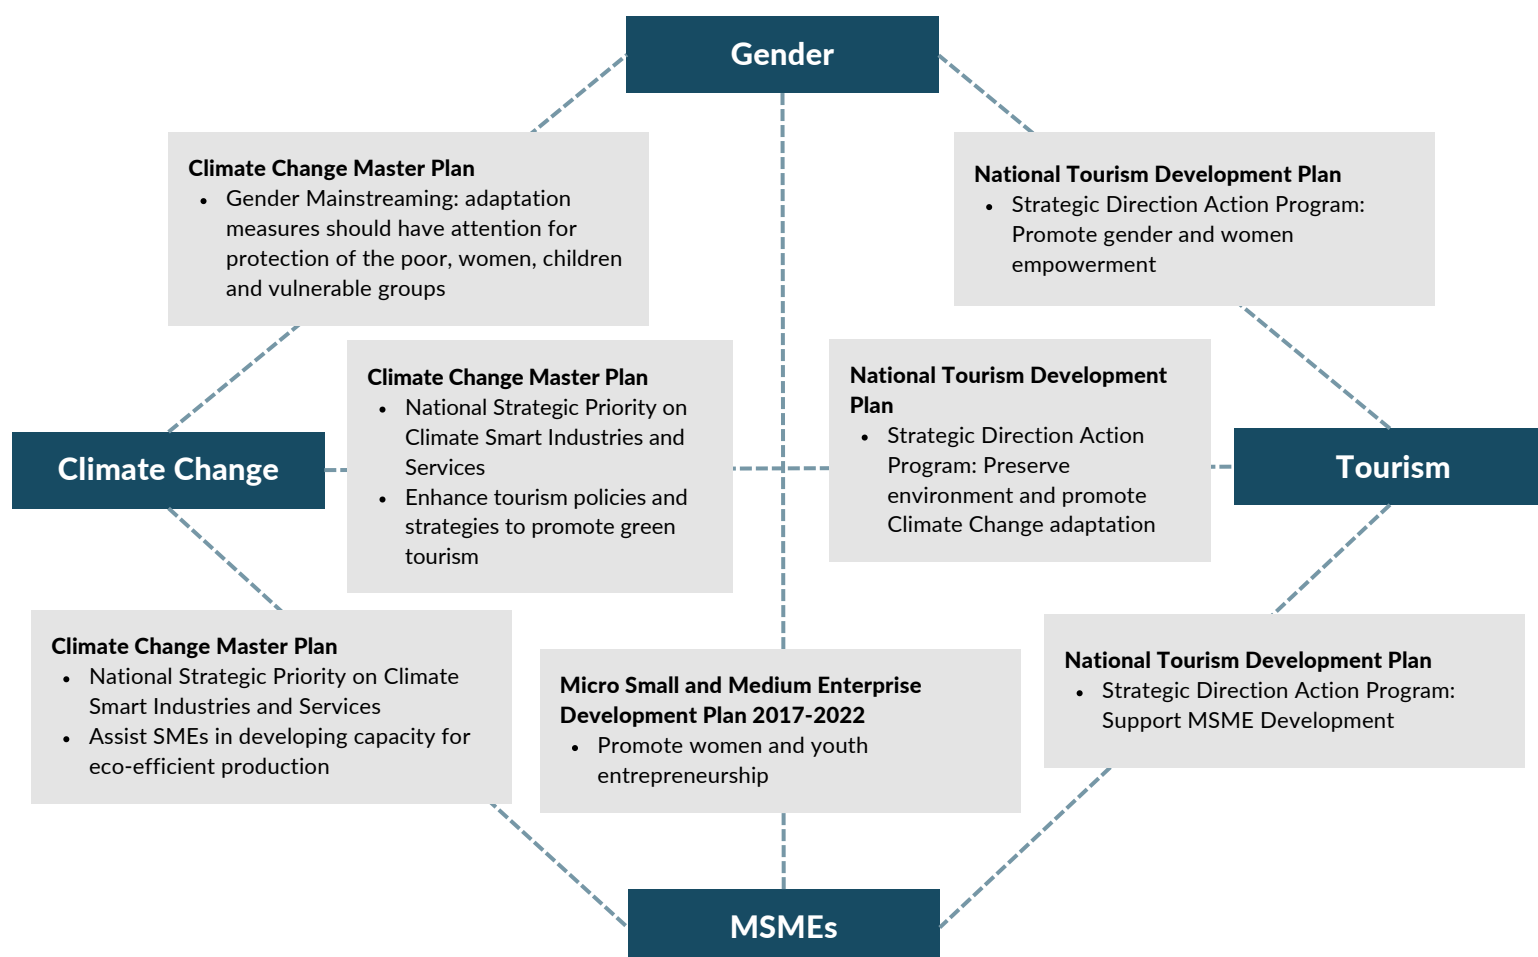 Gender
Climate Change Master Plan
• Gender Mainstreaming: adaptation
measures should have attention for
protection of the poor, women, children
and vulnerable groups
National Tourism Development Plan
• Strategic Direction Action Program:
Promote gender and women
empowerment
Climate Change
Climate Change Master Plan
• National Strategic Priority on
Climate Smart Industries and
Services
• Enhance tourism policies and
strategies to promote green
tourism
National Tourism Development
Plan
• Strategic Direction Action
Program: Preserve
environment and promote
Climate Change adaptation
Tourism
Climate Change Master Plan
• National Strategic Priority on Climate
Smart Industries and Services
• Assist SMEs in developing capacity for
eco-efficient production
Micro Small and Medium Enterprise
Development Plan 2017-2022
• Promote women and youth
entrepreneurship
National Tourism Development Plan
• Strategic Direction Action Program:
Support MSME Development
MSMEs